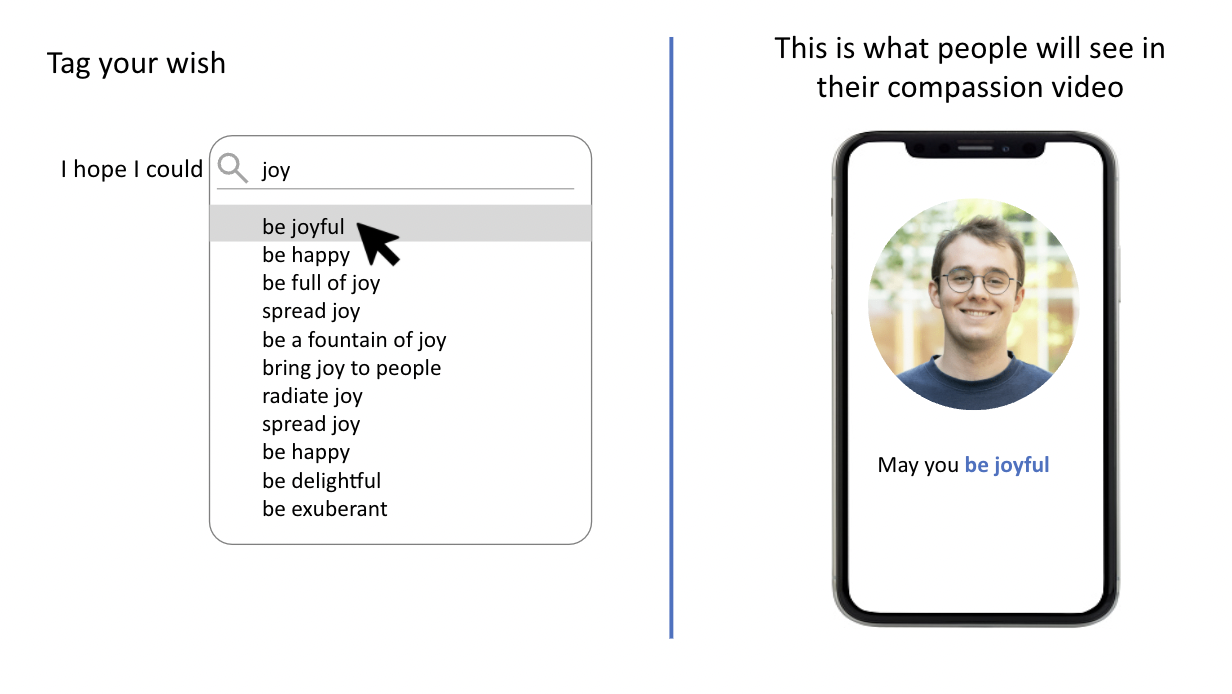 Tag your wish
I hope I could
joy
be joyful
be happy
be full of joy
spread joy
be a fountain of joy
bring joy to people
radiate joy
spread joy
be happy
be delightful
be exuberant
This is what people will see in
their compassion video
May you be joyful